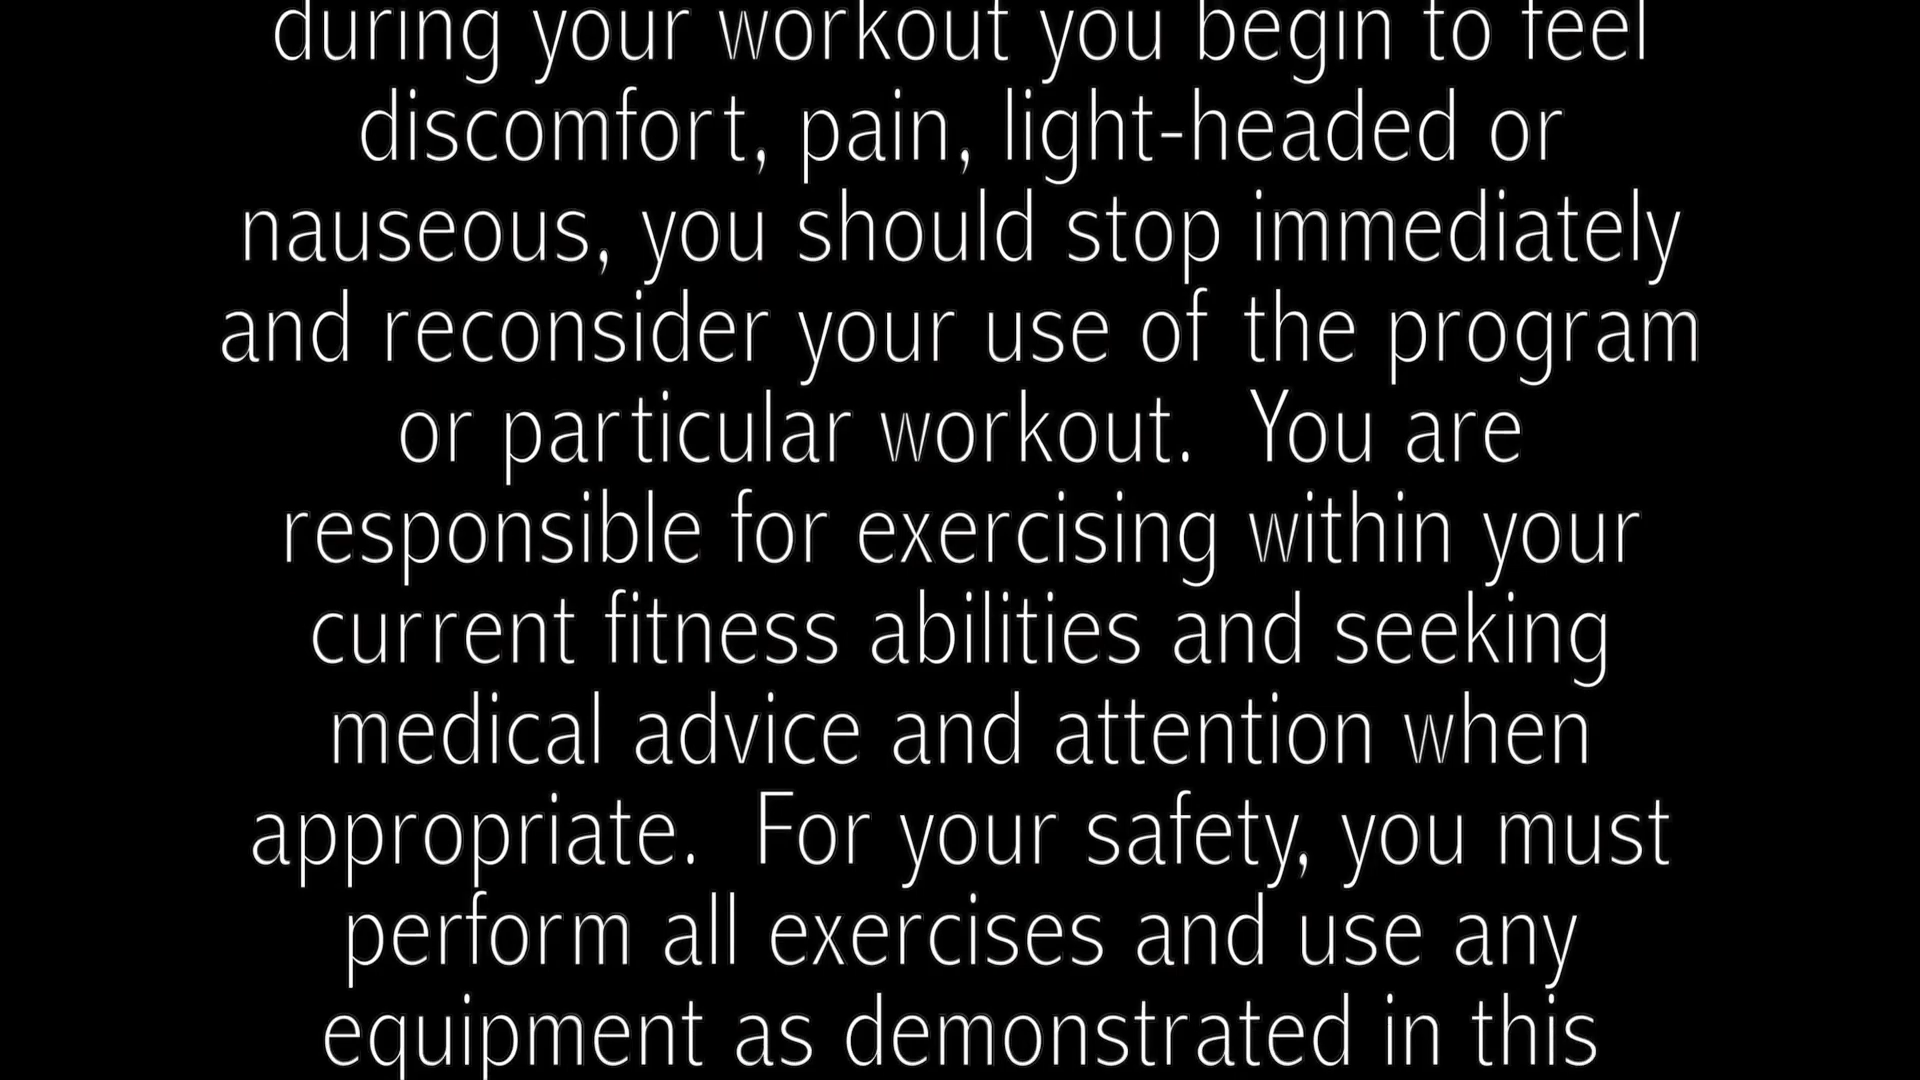 during your workout you begin to feel
discomfort, pain, light-headed or
nauseous, you should stop immediately
and reconsider your use of the program
or particular workout.  You are
responsible for exercising within your
current fitness abilities and seeking
medical advice and attention when
appropriate.  For your safety, you must
perform all exercises and use any
equipment as demonstrated in this